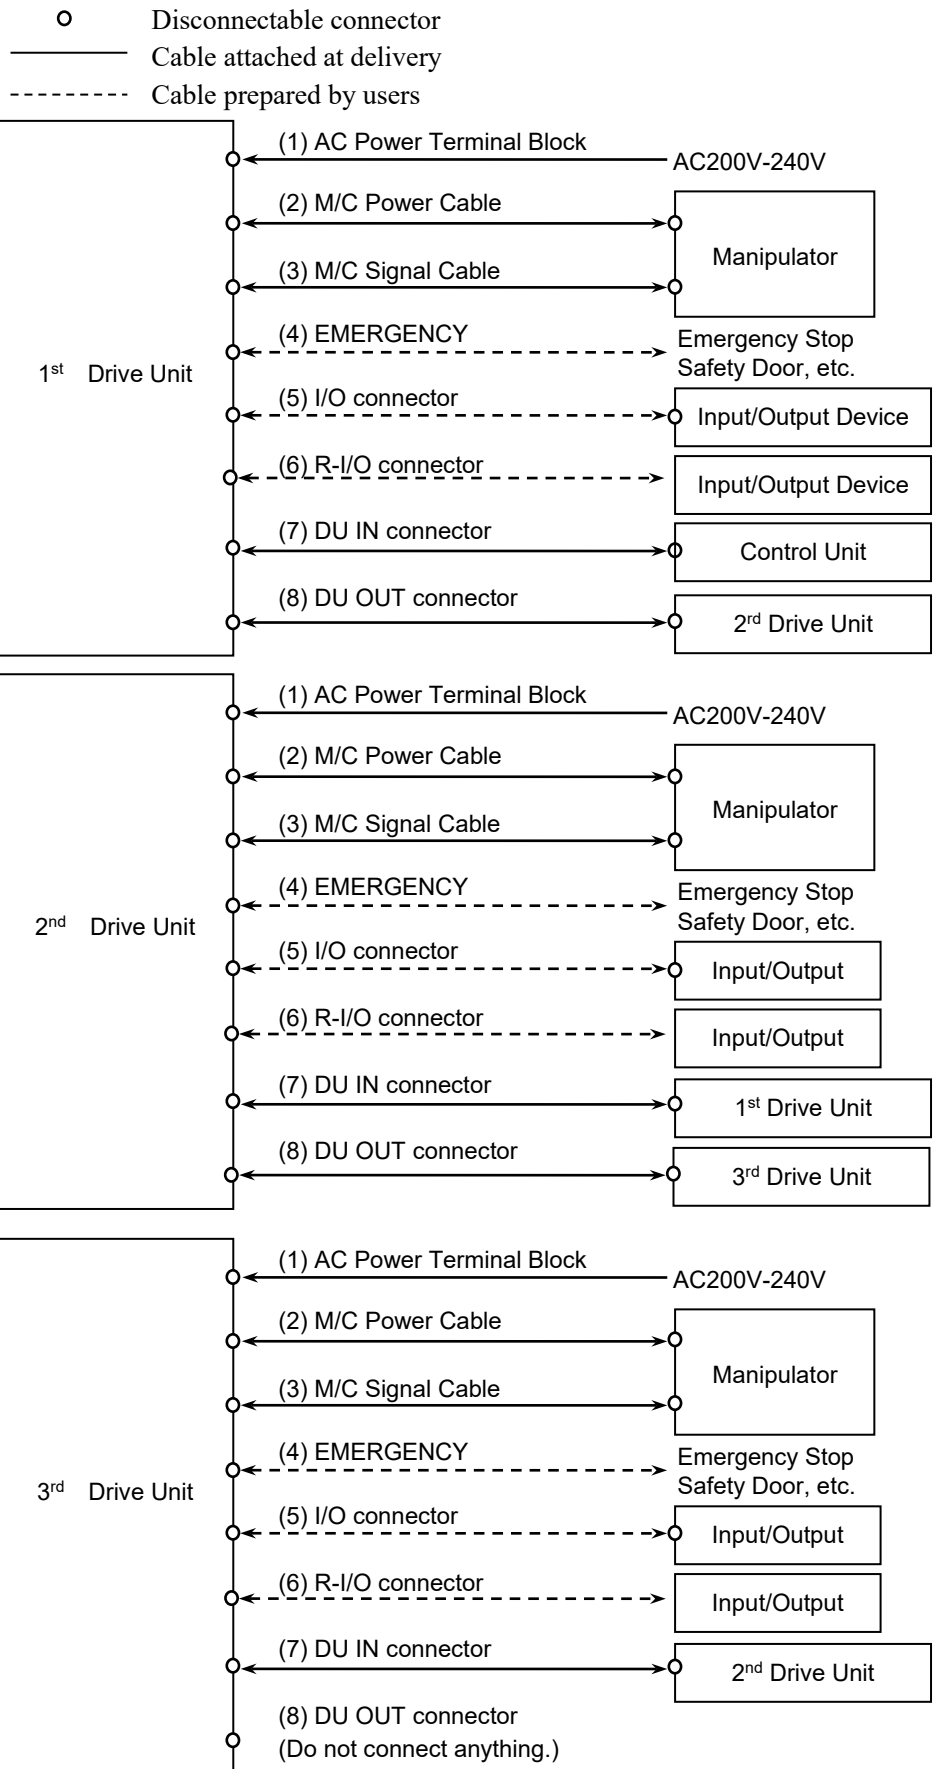 Disconnectable connector
Cable attached at delivery
Cable prepared by users
(1) AC Power Terminal Block
AC200V-240V
(2) M/C Power Cable
Manipulator
(3) M/C Signal Cable
(4) EMERGENCY
Emergency Stop
Safety Door, etc.
1st Drive Unit
(5) I/O connector
Input/Output Device
(6) R-I/O connector
Input/Output Device
(7) DU IN connector
Control Unit
(8) DU OUT connector
2rd Drive Unit
(1) AC Power Terminal Block
AC200V-240V
(2) M/C Power Cable
Manipulator
(3) M/C Signal Cable
(4) EMERGENCY
Emergency Stop
Safety Door, etc.
2nd Drive Unit
(5) I/O connector
Input/Output
(6) R-I/O connector
Input/Output
(7) DU IN connector
1st Drive Unit
(8) DU OUT connector
3rd Drive Unit
(1) AC Power Terminal Block
AC200V-240V
(2) M/C Power Cable
Manipulator
(3) M/C Signal Cable
(4) EMERGENCY
Emergency Stop
Safety Door, etc.
3rd Drive Unit
(5) I/O connector
Input/Output
(6) R-I/O connector
Input/Output
(7) DU IN connector
2nd Drive Unit
(8) DU OUT connector
(Do not connect anything.)